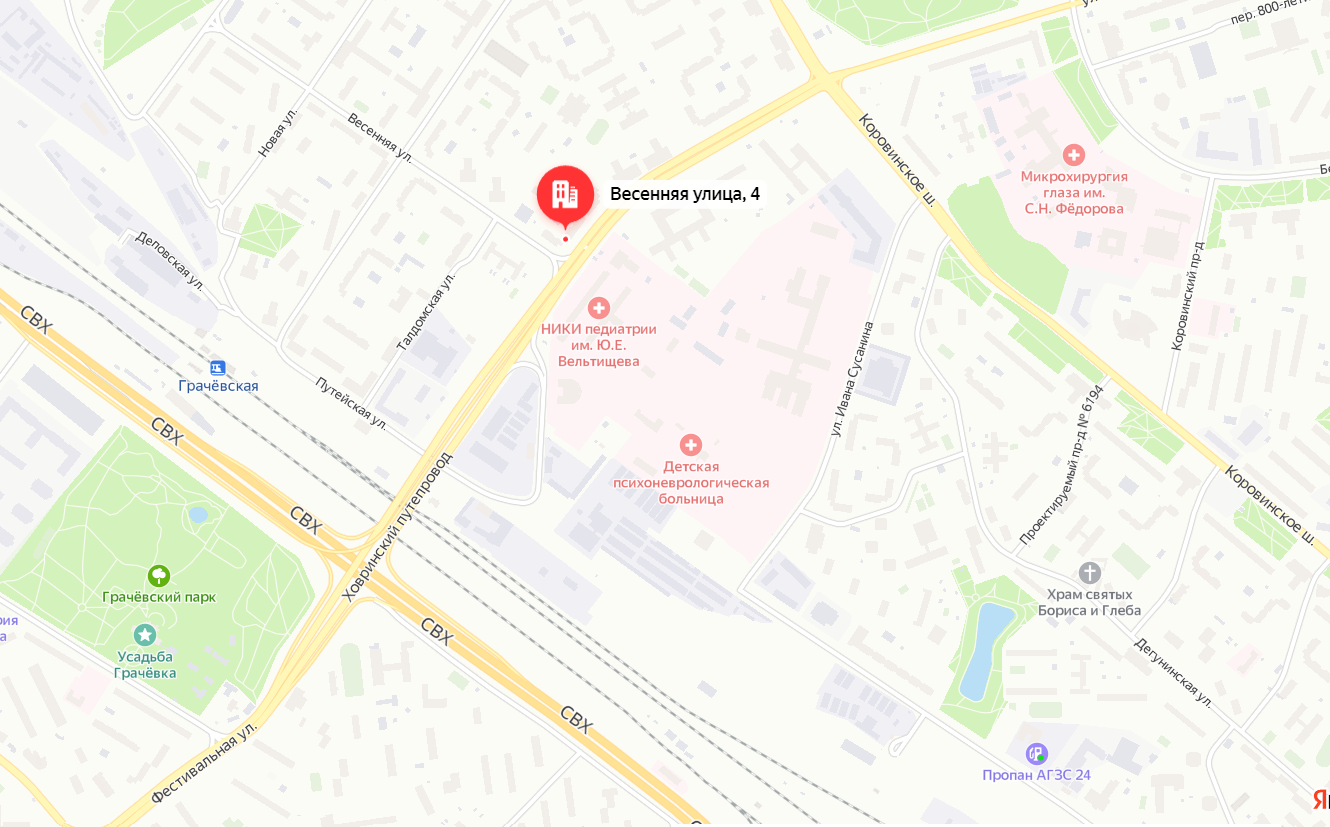 пер. 800-лети
Новая ул.
Весенняя ул.
Коровинское ш.
Микрохирургия
глаза им.
С.Н. Фёдорова
Весенняя улица, 4
Деповская ул.
Талдомская ул.
Коровинский пр-д
СВХ
НИКИ педиатрии
им. Ю.Е.
Вельтищева
ул. Ивана Сусанина
Грачёвская
Путейская ул.
Проектируемый пр-д № 6194
СВХ
Детская
психоневрологическая
больница
Коровинское ш.
СВХ
Ховринский путепровод
Грачёвский парк
Храм святых
Бориса и Глеба
СВХ
Усадьба
Грачёвка
Дегунинская ул.
СВХ
Фестивальная ул.
Пропан АГЗС 24